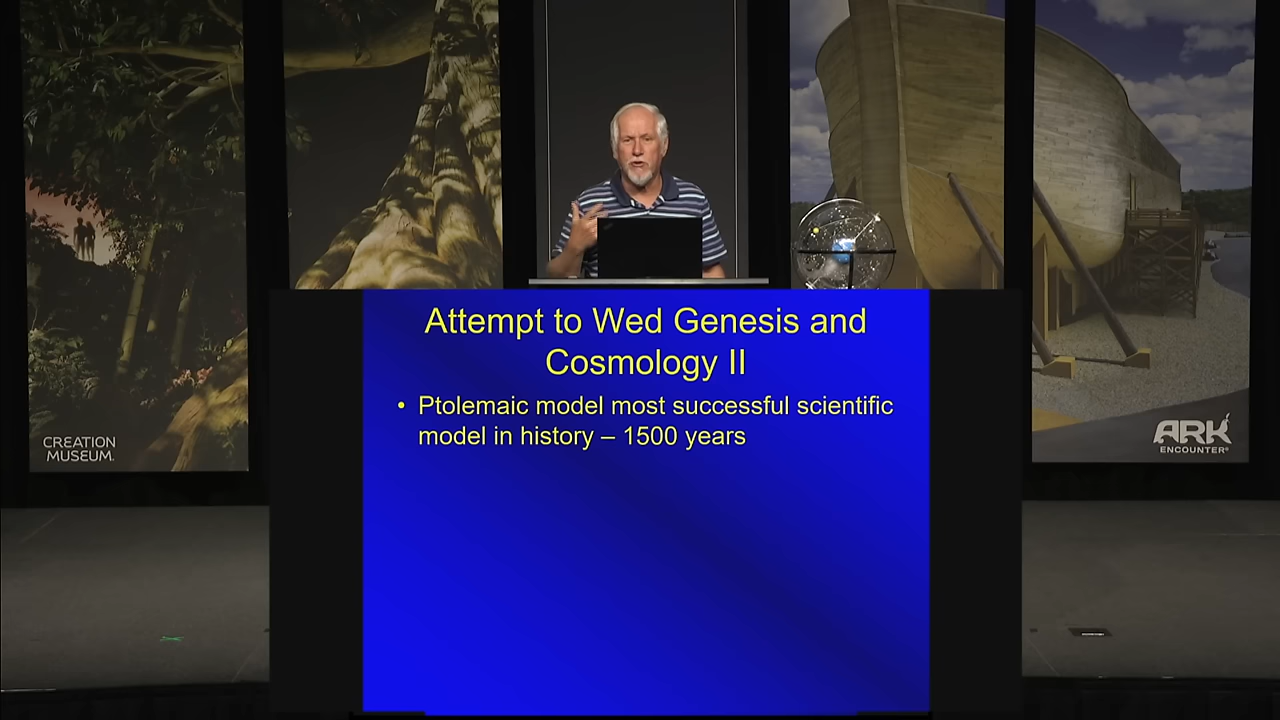 Attempt to Wed Genesis and
Cosmology II
• Ptolemaic model most successful scientific
model in history – 1500 years
CREATION
MUSEUM.
ARK
ENCOUNTER®